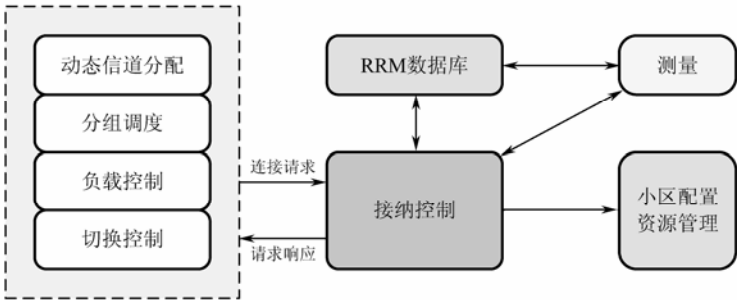 动态信道分配
分组调度
负载控制
切换控制
连接请求
请求响应
RRM数据库
接纳控制
测量
小区配置
资源管理